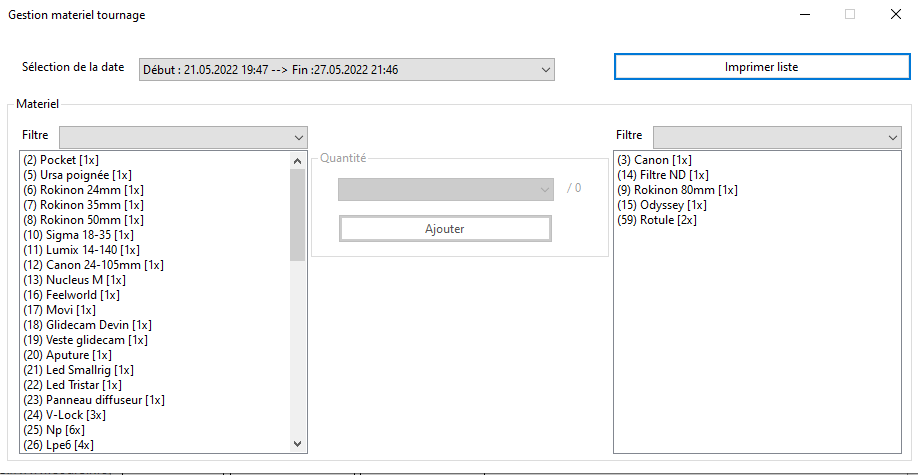 Gestion materiel tournage
Sélection de la date
Début : 21.05.2022 19:47 --> Fin :27.05.2022 21:46
Imprimer liste
Materiel
Filtre
(2) Pocket [1x]
(5) Ursa poignée [1x]
(6) Rokinon 24mm [1x]
(7) Rokinon 35mm [1x]
(8) Rokinon 50mm [1x]
(10) Sigma 18-35 [1x]
(11) Lumix 14-140 [1x]
(12) Canon 24-105mm [1x]
(13) Nucleus M [1x]
(16) Feelworld [1x]
(17) Movi [1x]
(18) Glidecam Devin [1x]
(19) Veste glidecam [1x]
(20) Aputure [1x]
(21) Led Smallrig [1x]
(22) Led Tristar [1x]
(23) Panneau diffuseur [1x]
(24) V-Lock [3x]
(25) Np [6x]
(26) Lpe6 [4x]
Quantité
/ 0
Ajouter
Filtre
(3) Canon [1x]
(14) Filtre ND [1x]
(9) Rokinon 80mm [1x]
(15) Odyssey [1x]
(59) Rotule [2x]